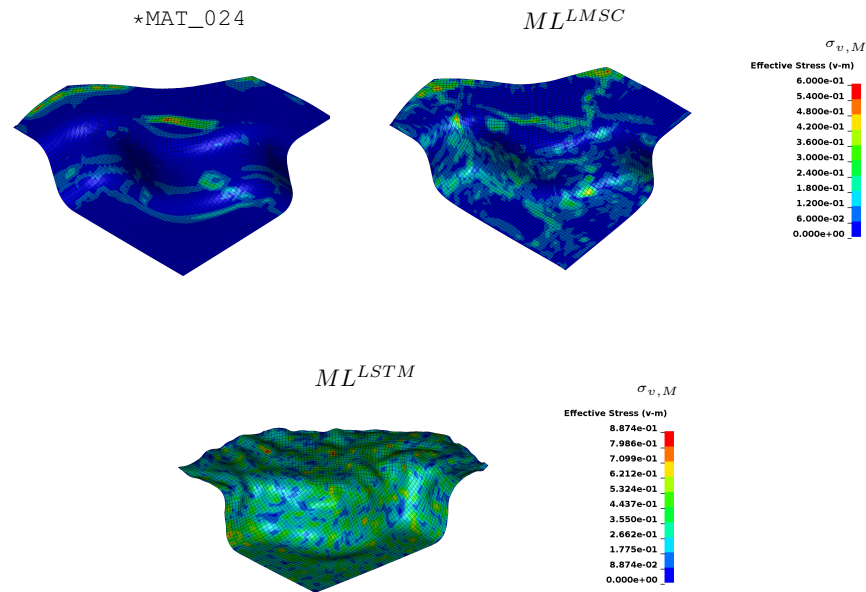 *MAT_024
ML^{LMSC}
σ_{v,M}
Effective Stress (v-m)
6.000e-01
5.400e-01
4.800e-01
4.200e-01
3.600e-01
3.000e-01
2.400e-01
1.800e-01
1.200e-01
6.000e-02
0.000e+00
ML^{LSTM}
σ_{v,M}
Effective Stress (v-m)
8.874e-01
7.986e-01
7.099e-01
6.212e-01
5.324e-01
4.437e-01
3.550e-01
2.662e-01
1.775e-01
8.874e-02
0.000e+00